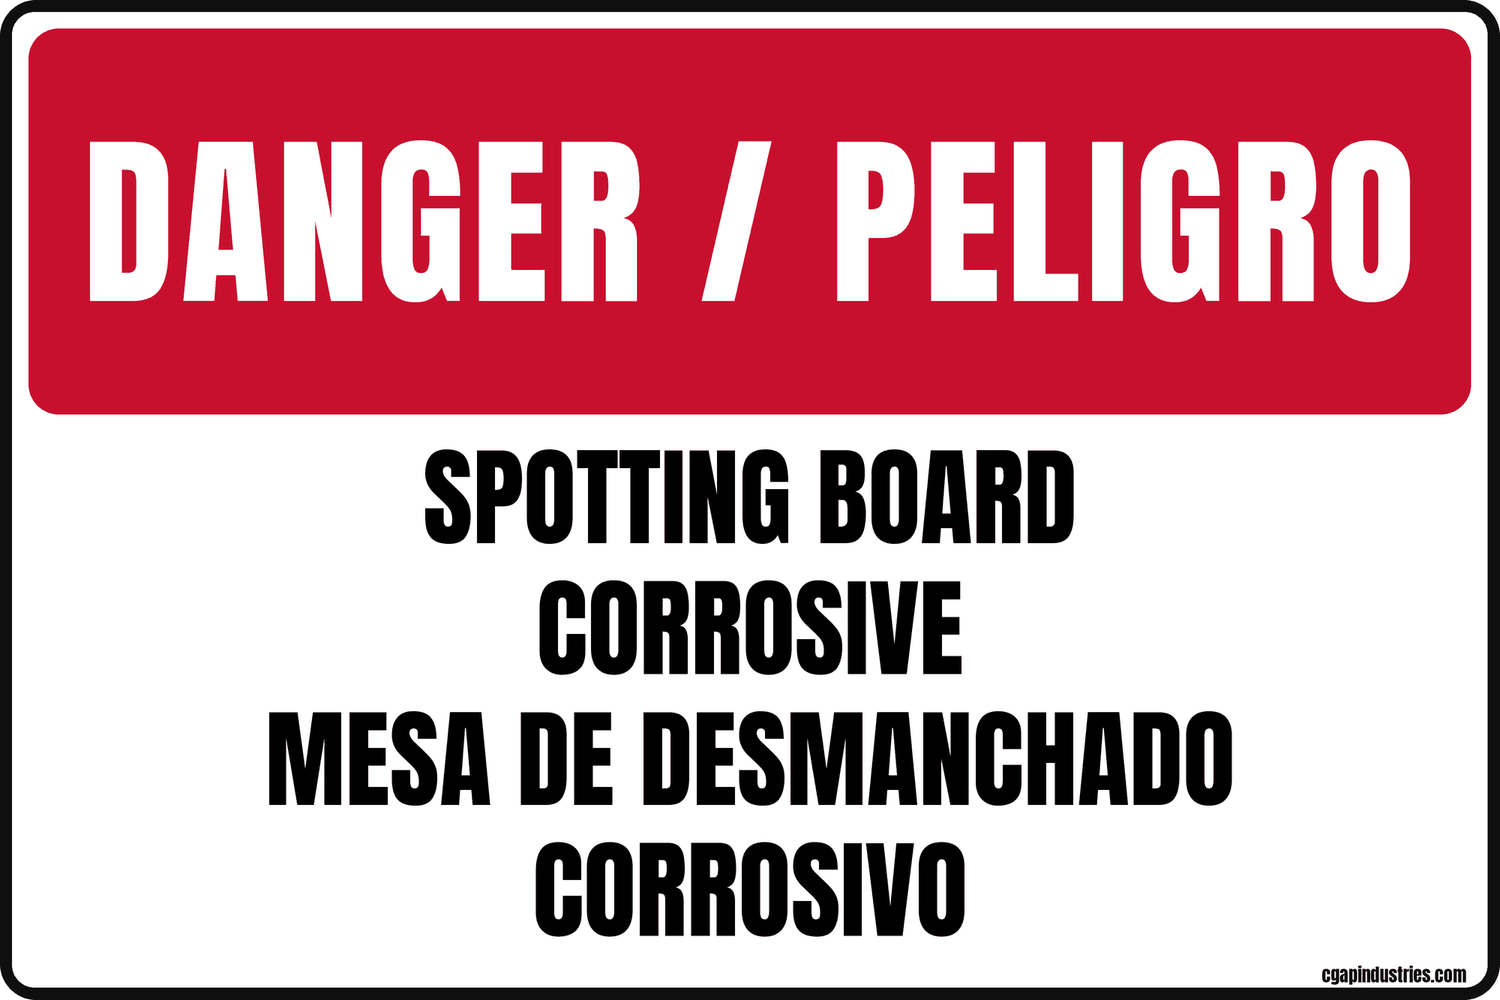 DANGER / PELIGRO
SPOTTING BOARD
CORROSIVE
MESA DE DESMANCHADO
CORROSIVO
cgapindustries.com